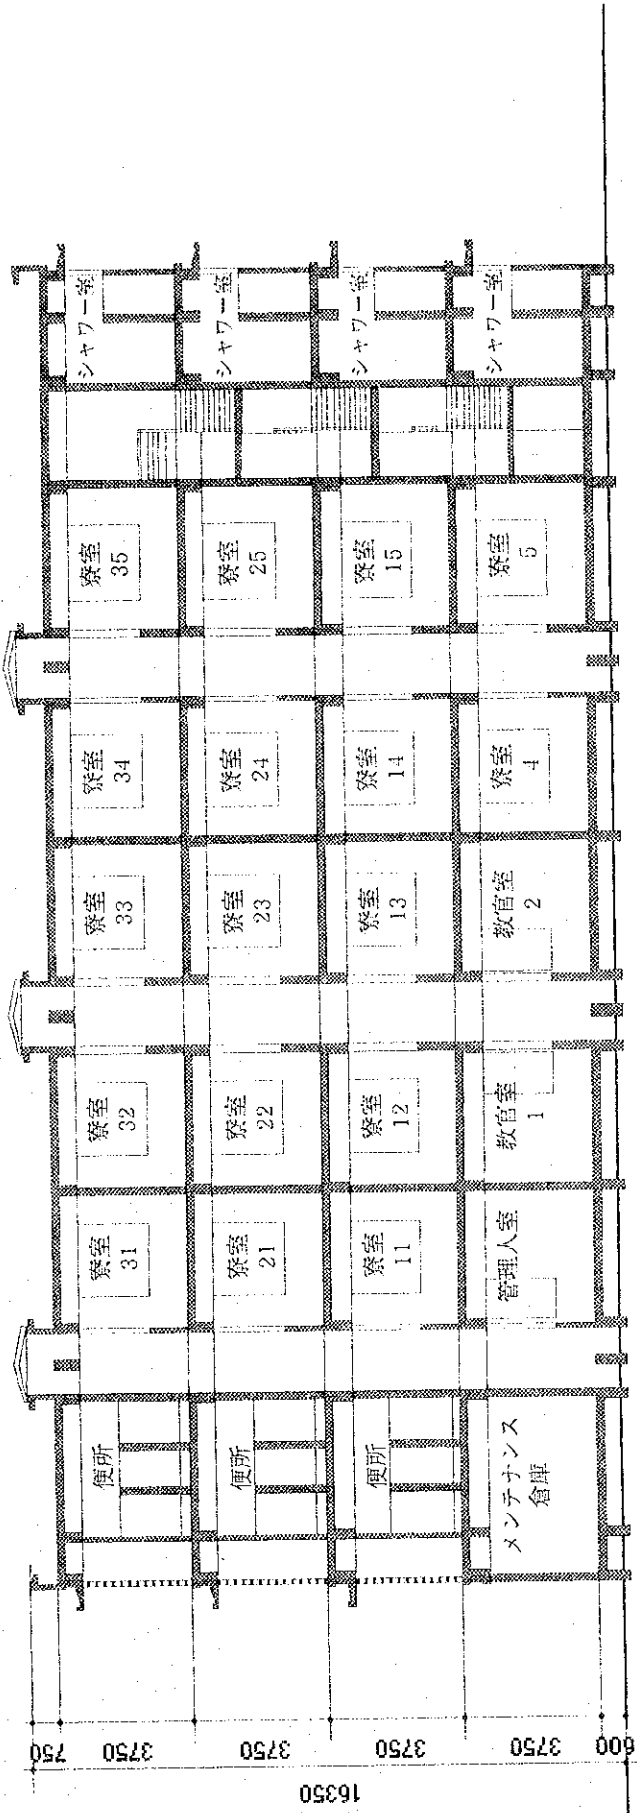 750
3750
3750
3750
3750
600
16350
便所
寮室
31
寮室
32
寮室
33
寮室
34
寮室
35
シャワー室
便所
寮室
21
寮室
22
寮室
23
寮室
24
寮室
25
シャワー室
便所
寮室
11
寮室
12
寮室
13
寮室
14
寮室
15
シャワー室
メンテナンス
倉庫
管理人室
教官室
1
教官室
2
寮室
4
寮室
5
シャワー室